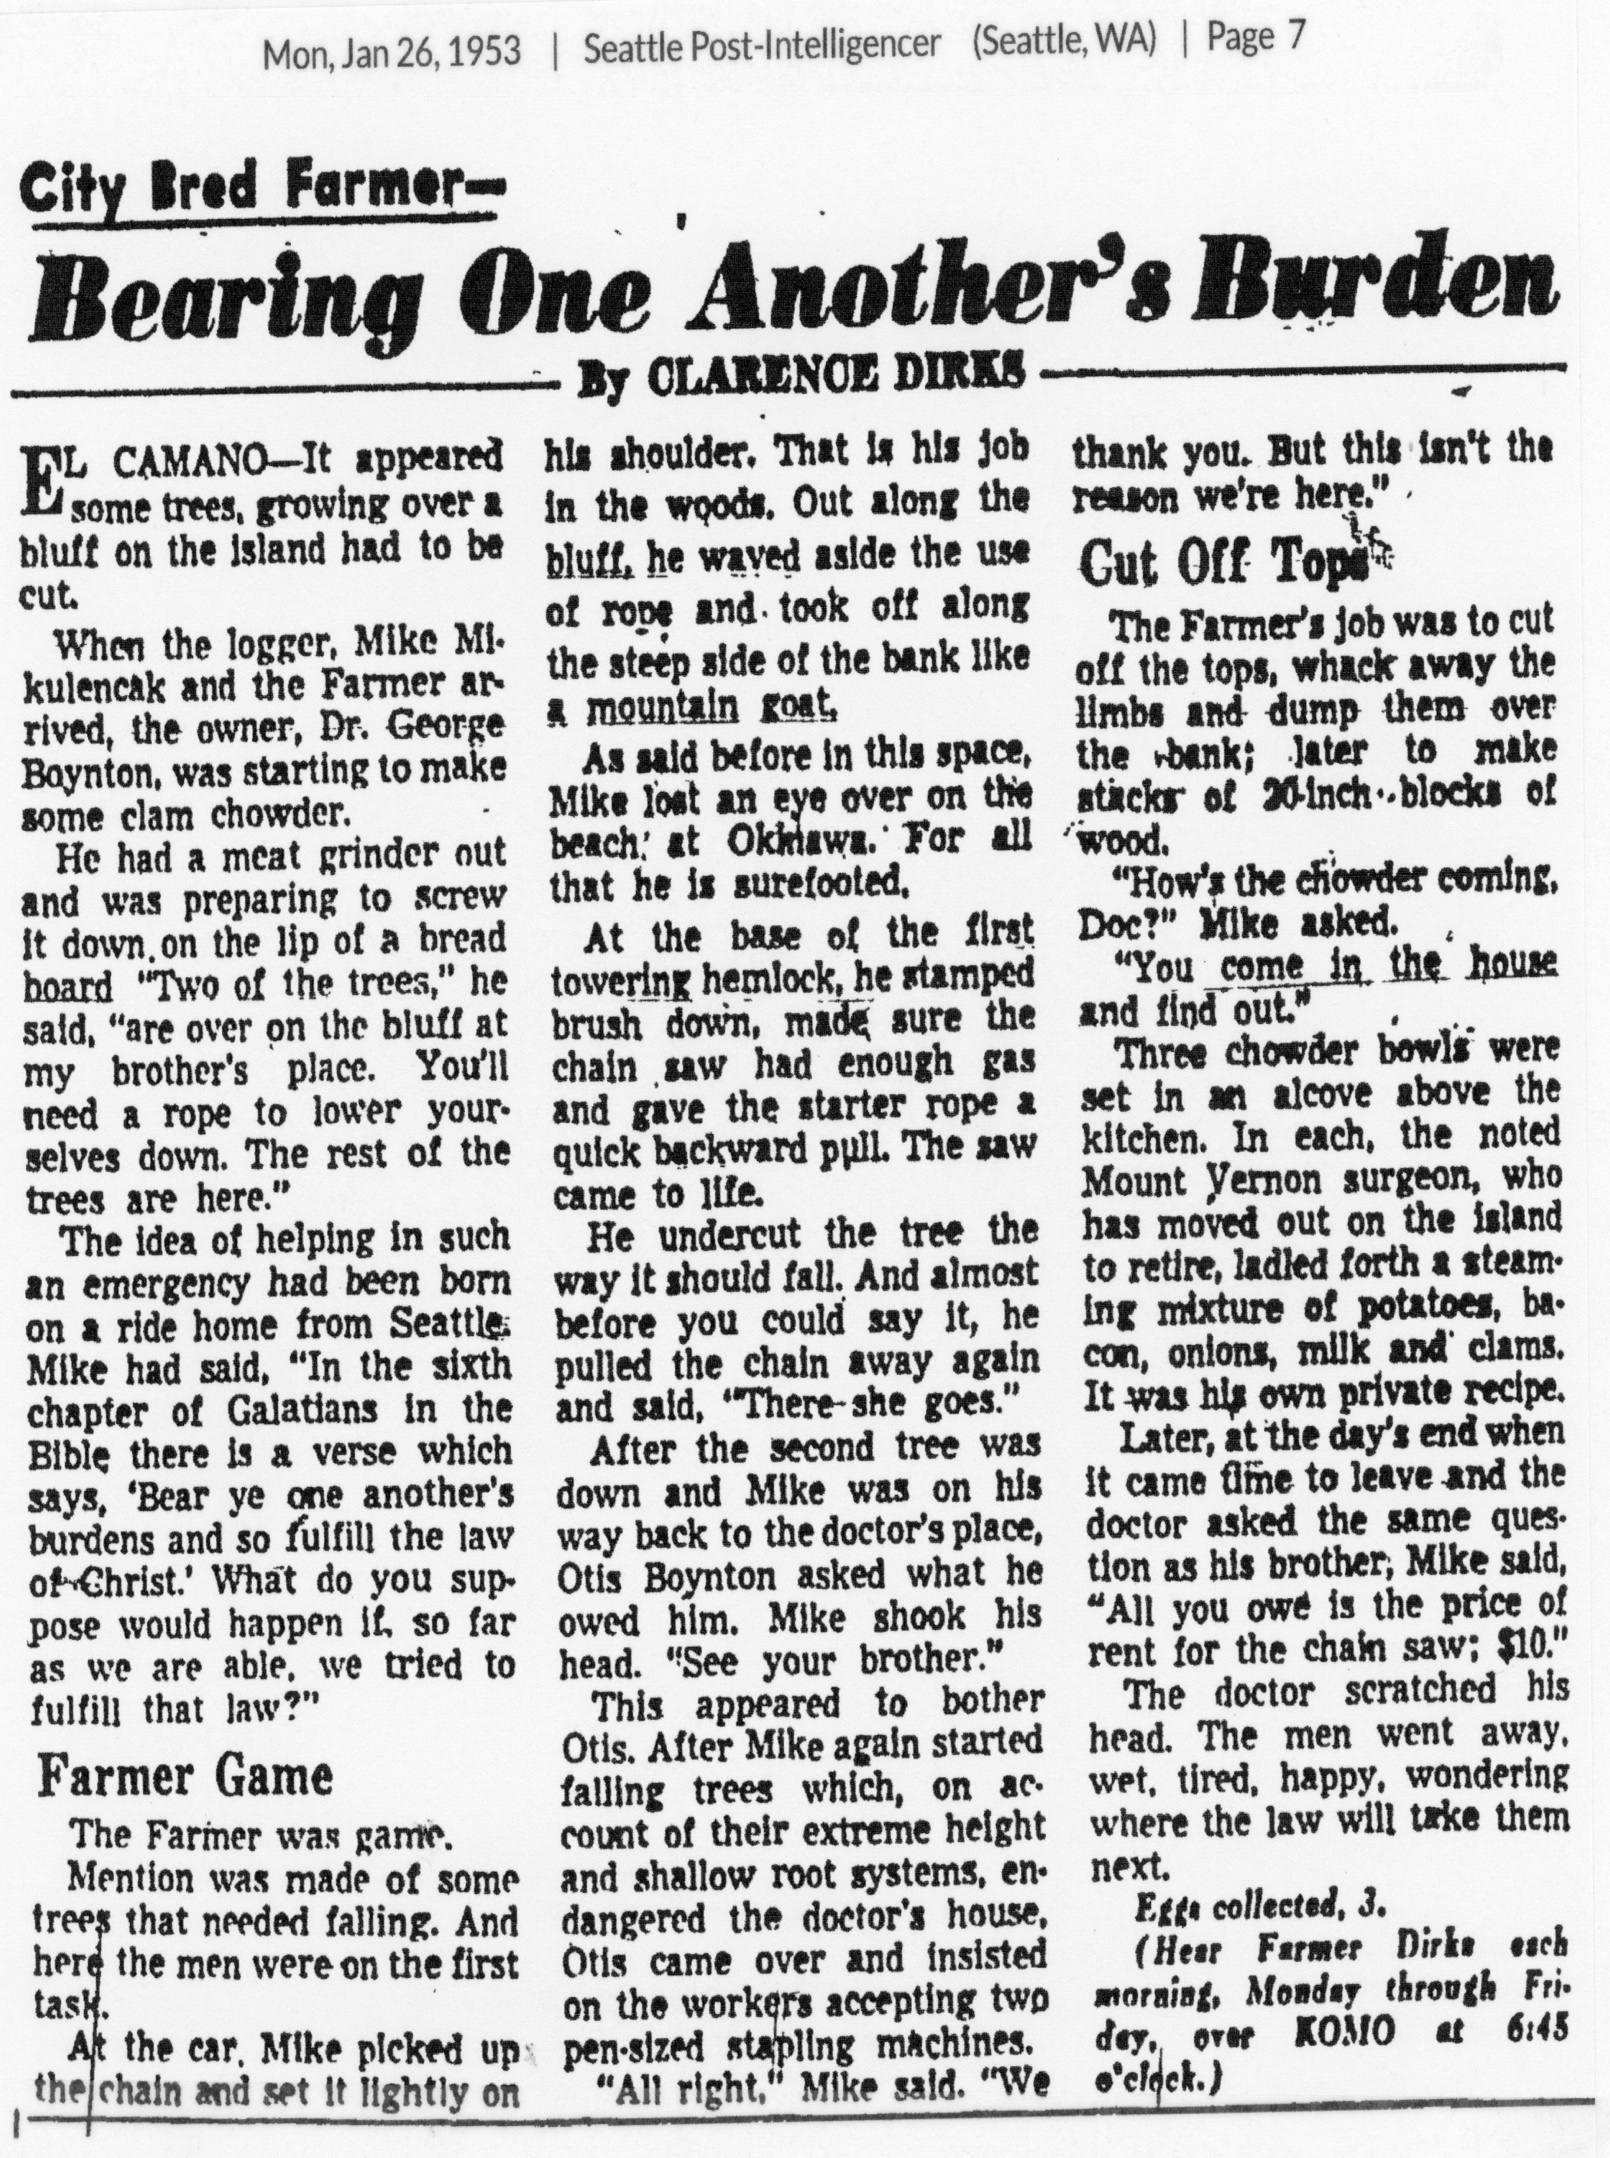 Mon, Jan 26, 1953 | Seattle Post-Intelligencer (Seattle, WA) | Page 7
City Bred Farmer—
Bearing One Another's Burden
By CLARENCE DIRKS
EL CAMANO—It appeared
some trees, growing over a
bluff on the island had to be
cut.
When the logger, Mike Mi-
kulencak and the Farmer ar-
rived, the owner, Dr. George
Boynton, was starting to make
some clam chowder.
He had a meat grinder out
and was preparing to screw
it down on the lip of a bread
board "Two of the trees," he
said, "are over on the bluff at
my brother's place. You'll
need a rope to lower your-
selves down. The rest of the
trees are here."
The idea of helping in such
an emergency had been born
on a ride home from Seattle.
Mike had said, "In the sixth
chapter of Galatians in the
Bible there is a verse which
says, 'Bear ye one another's
burdens and so fulfill the law
of Christ.' What do you sup-
pose would happen if, so far
as we are able, we tried to
fulfill that law?"
Farmer Game
The Farmer was game.
Mention was made of some
trees that needed falling. And
here the men were on the first
task.
At the car, Mike picked up
the chain and set it lightly on
his shoulder. That is his job
in the woods. Out along the
bluff, he waved aside the use
of rope and took off along
the steep side of the bank like
a mountain goat.
As said before in this space,
Mike lost an eye over on the
beach at Okinawa. For all
that he is surefooted.
At the base of the first
towering hemlock, he stamped
brush down, made sure the
chain saw had enough gas
and gave the starter rope a
quick backward pull. The saw
came to life.
He undercut the tree the
way it should fall. And almost
before you could say it, he
pulled the chain away again
and said, "There she goes."
After the second tree was
down and Mike was on his
way back to the doctor's place,
Otis Boynton asked what he
owed him. Mike shook his
head. "See your brother."
This appeared to bother
Otis. After Mike again started
falling trees which, on ac-
count of their extreme height
and shallow root systems, en-
dangered the doctor's house,
Otis came over and insisted
on the workers accepting two
pen-sized stapling machines.
"All right," Mike said. "We
thank you. But this isn't the
reason we're here."
Cut Off Tops
The Farmer's job was to cut
off the tops, whack away the
limbs and dump them over
the bank; later to make
stacks of 20-inch blocks of
wood.
"How's the chowder coming,
Doc?" Mike asked.
"You come in the house
and find out."
Three chowder bowls were
set in an alcove above the
kitchen. In each, the noted
Mount Vernon surgeon, who
has moved out on the island
to retire, ladled forth a steam-
ing mixture of potatoes, ba-
con, onions, milk and clams.
It was his own private recipe.
Later, at the day's end when
it came time to leave and the
doctor asked the same ques-
tion as his brother, Mike said,
"All you owe is the price of
rent for the chain saw; $10."
The doctor scratched his
head. The men went away,
wet, tired, happy, wondering
where the law will take them
next.
Eggs collected, 3.
(Hear Farmer Dirks each
morning, Monday through Fri-
day, over KOMO at 6:45
o'clock.)